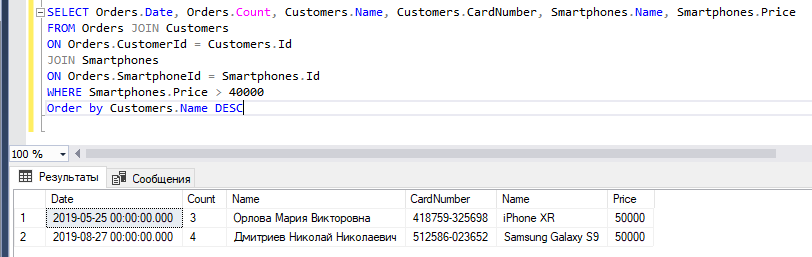 SELECT Orders.Date, Orders.Count, Customers.Name, Customers.CardNumber, Smartphones.Name, Smartphones.Price
FROM Orders JOIN Customers
ON Orders.CustomerId = Customers.Id
JOIN Smartphones
ON Orders.SmartphoneId = Smartphones.Id
WHERE Smartphones.Price > 40000
Order by Customers.Name DESC
100 %
Результаты Сообщения
Date Count Name CardNumber Name Price
1 2019-05-25 00:00:00.000 3 Орлова Мария Викторовна 418759-325698 iPhone XR 50000
2 2019-08-27 00:00:00.000 4 Дмитриев Николай Николаевич 512586-023652 Samsung Galaxy S9 50000